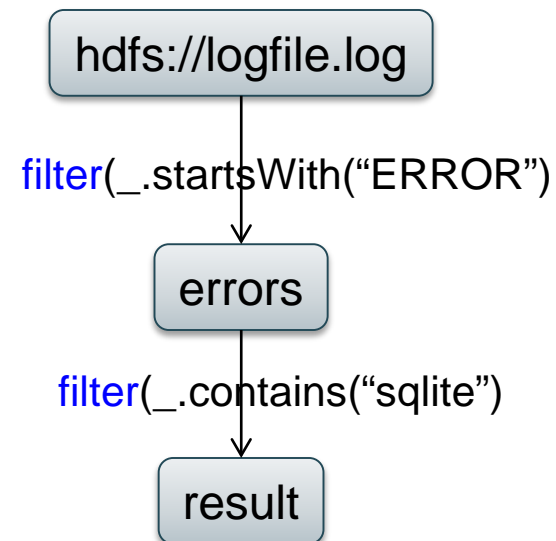 hdfs://logfile.log
filter(_.startsWith(“ERROR”)
errors
filter(_.contains(“sqlite”)
result